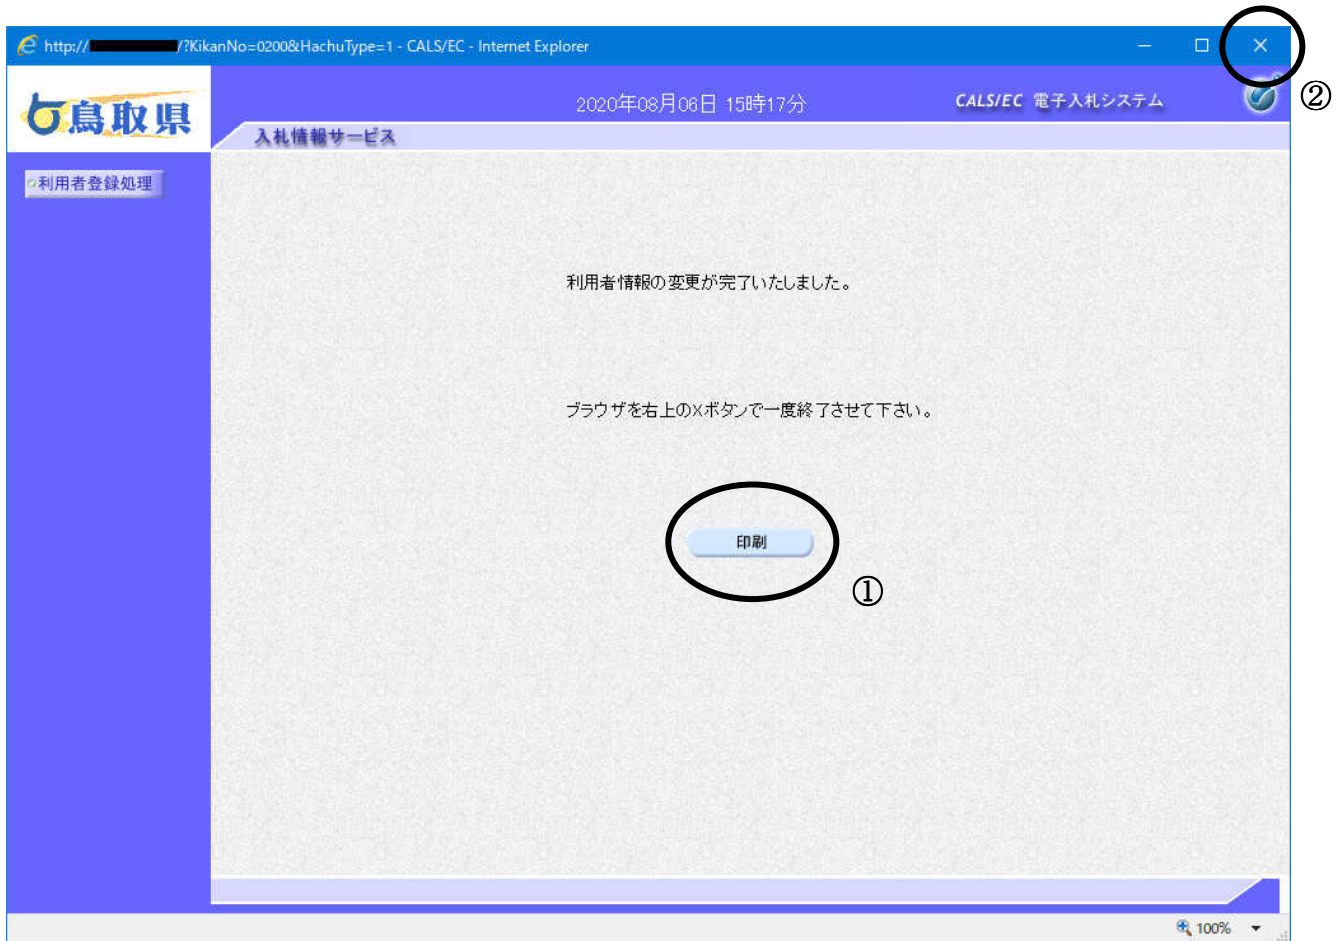 http:// /?KikanNo=0200&HachuType=1 - CALS/EC - Internet Explorer
鳥取県
2020年08月06日 15時17分
CALS/EC 電子入札システム
②
入札情報サービス
利用者登録処理
利用者情報の変更が完了いたしました。
ブラウザを右上の×ボタンで一度終了させて下さい。
印刷
①
100%